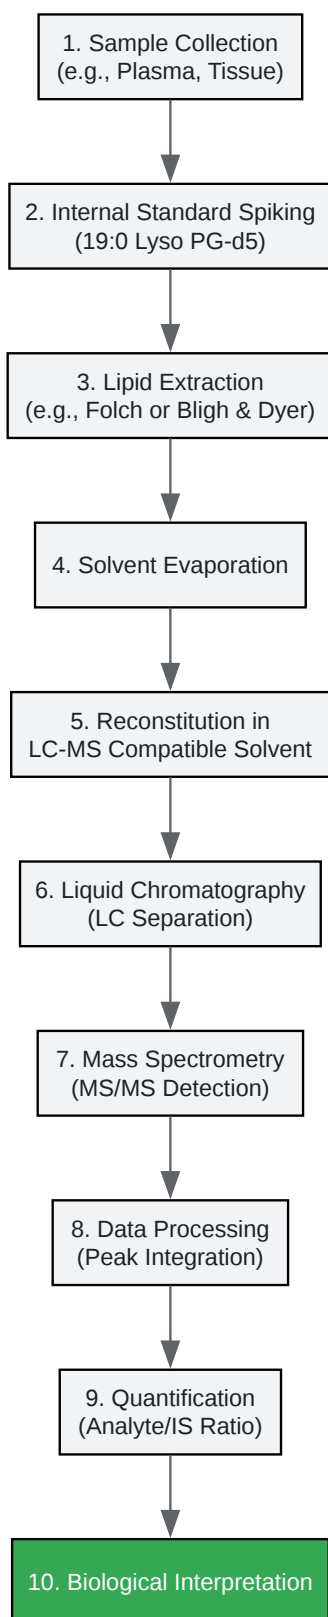 1. Sample Collection
(e.g., Plasma, Tissue)
2. Internal Standard Spiking
(19:0 Lyso PG-d5)
3. Lipid Extraction
(e.g., Folch or Bligh & Dyer)
4. Solvent Evaporation
5. Reconstitution in
LC-MS Compatible Solvent
6. Liquid Chromatography
(LC Separation)
7. Mass Spectrometry
(MS/MS Detection)
8. Data Processing
(Peak Integration)
9. Quantification
(Analyte/IS Ratio)
10. Biological Interpretation